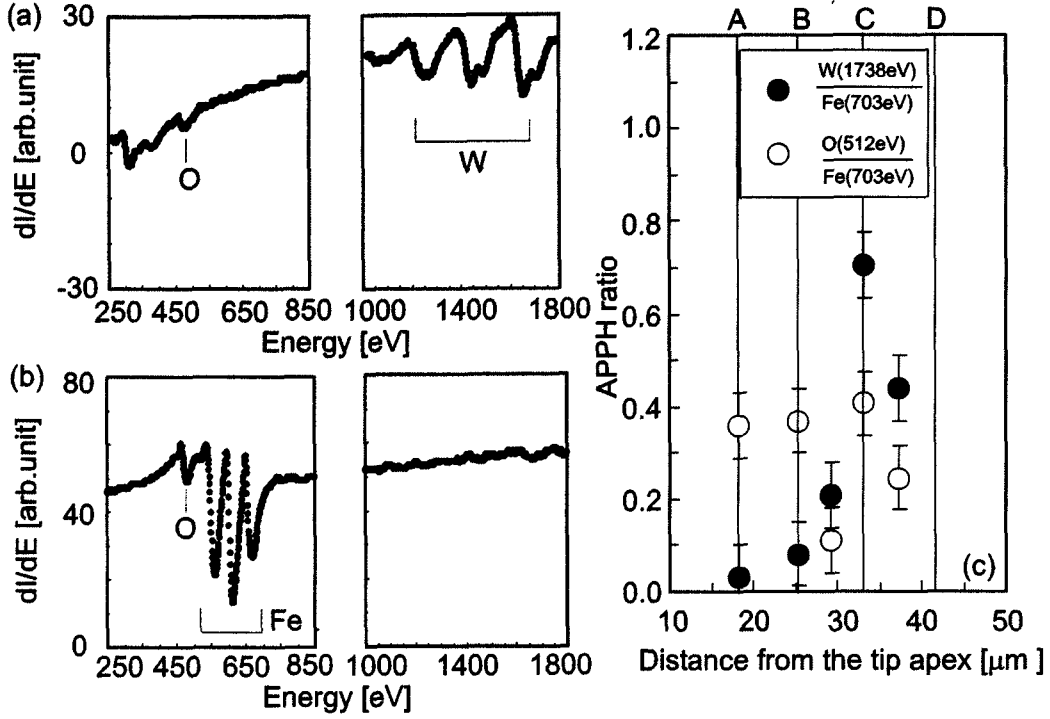 (a)
30
0
-30
dI/dE [arb.unit]
O
W
250 450 650 850
1000 1400 1800
Energy [eV]
(b)
80
40
0
dI/dE [arb.unit]
O
Fe
250 450 650 850
1000 1400 1800
Energy [eV]
A B C D
1.2
1.0
0.8
0.6
0.4
0.2
0.0
APPH ratio
W(1738eV)
Fe(703eV)
O(512eV)
Fe(703eV)
(c)
10 20 30 40 50
Distance from the tip apex [μm ]